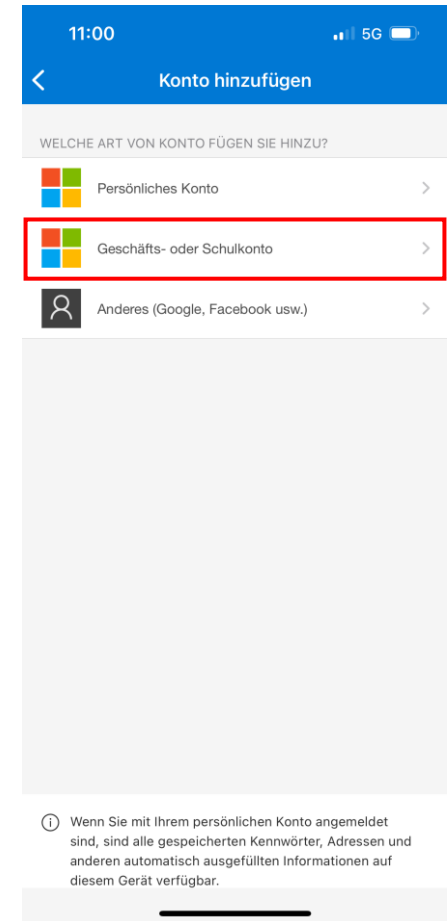 11:00
5G
Konto hinzufügen
WELCHE ART VON KONTO FÜGEN SIE HINZU?
Persönliches Konto
Geschäfts- oder Schulkonto
Anderes (Google, Facebook usw.)
Wenn Sie mit Ihrem persönlichen Konto angemeldet
sind, sind alle gespeicherten Kennwörter, Adressen und
anderen automatisch ausgefüllten Informationen auf
diesem Gerät verfügbar.